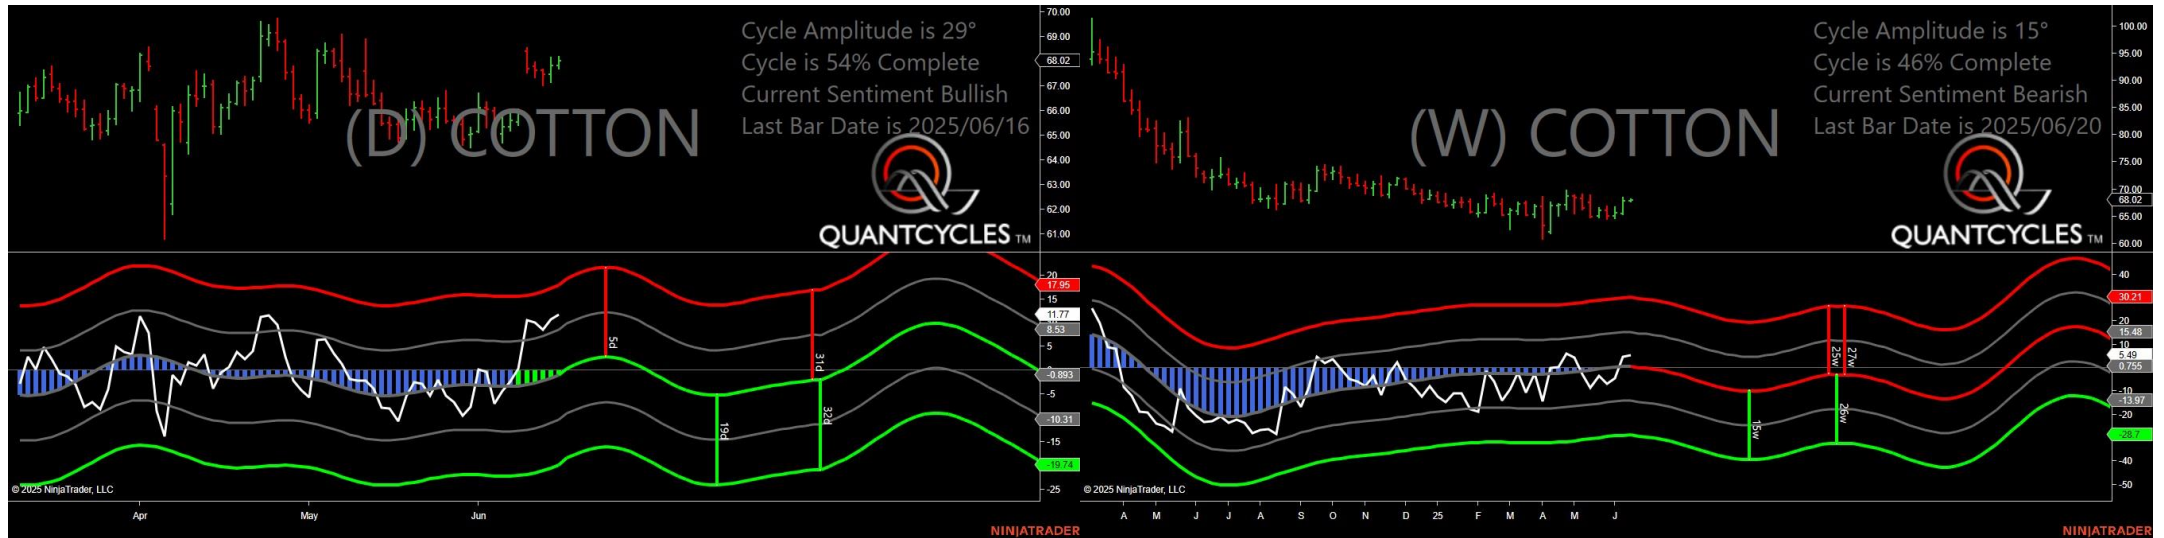 Cycle Amplitude is 29°
Cycle is 54% Complete
Current Sentiment Bullish
Last Bar Date is 2025/06/16
(D) COTTON
QUANTCYCLES TM
70.00
69.00
68.02
67.00
66.00
65.00
64.00
63.00
62.00
61.00
20
17.95
15
11.77
8.53
5
-0.893
-5
-10.31
-15
-19.74
-25
5d
19d
31d
32d
© 2025 NinjaTrader, LLC
Apr May Jun
NINJATRADER
Cycle Amplitude is 15°
Cycle is 46% Complete
Current Sentiment Bearish
Last Bar Date is 2025/06/20
(W) COTTON
QUANTCYCLES TM
100.00
95.00
90.00
85.00
80.00
75.00
70.00
68.02
65.00
60.00
40
30.21
20
15.48
10
5.49
0.755
-10
-13.97
-20
-28.7
-40
-50
15w
25w
27w
26w
© 2025 NinjaTrader, LLC
A M J J A S O N D 25 F M A M J
NINJATRADER